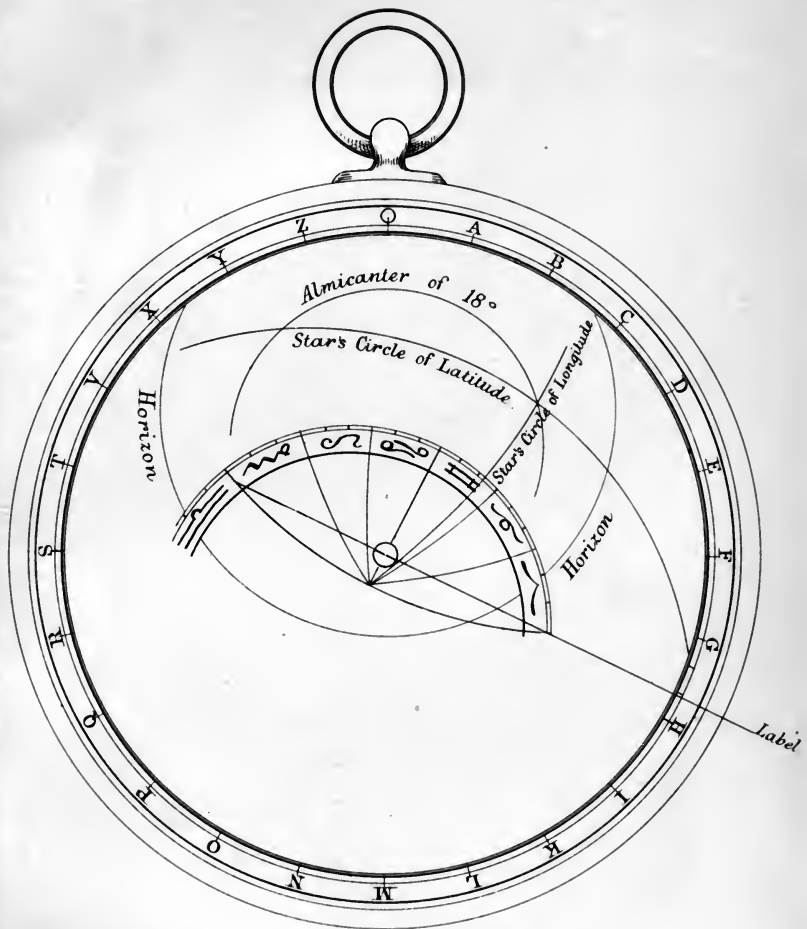 A
B
C
D
E
F
G
H
I
K
L
M
N
O
P
Q
R
S
T
V
X
Y
Z
Almicanter of 18°
Star's Circle of Latitude
Star's Circle of Longitude
Horizon
Horizon
Label